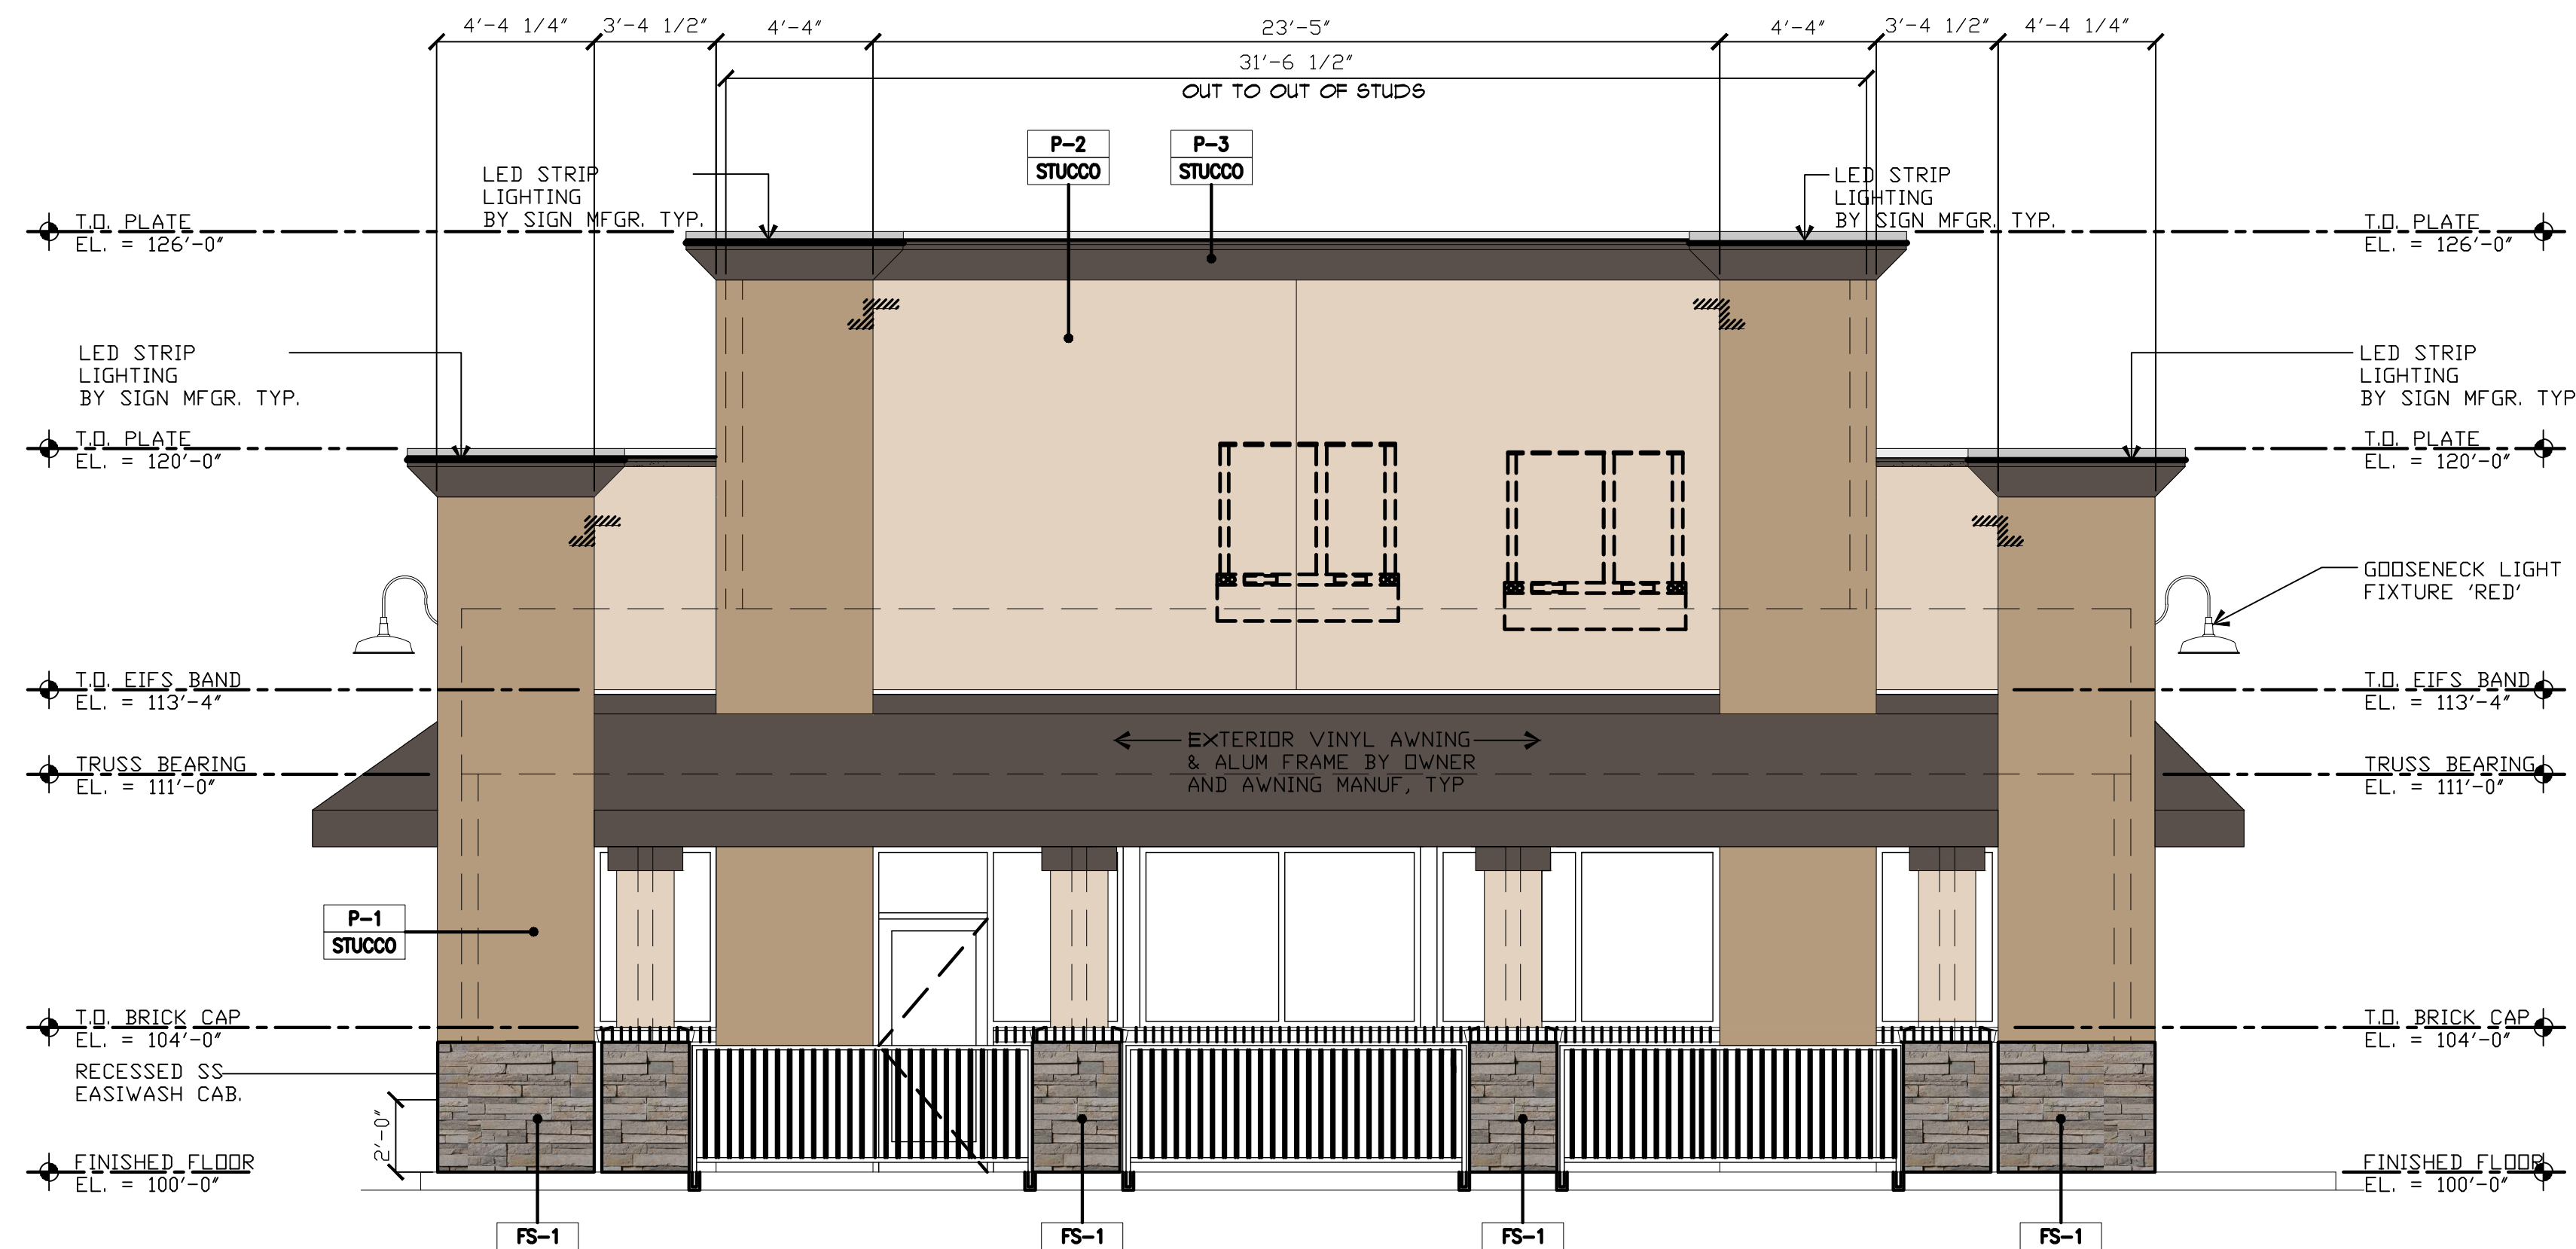 4'-4 1/4"
3'-4 1/2"
4'-4"
23'-5"
4'-4"
3'-4 1/2"
4'-4 1/4"
31'-6 1/2"
OUT TO OUT OF STUDS
P-2
STUCCO
P-3
STUCCO
LED STRIP
LIGHTING
BY SIGN MFGR. TYP.
LED STRIP
LIGHTING
BY SIGN MFGR. TYP.
T.O. PLATE
EL. = 126'-0"
T.O. PLATE
EL. = 126'-0"
LED STRIP
LIGHTING
BY SIGN MFGR. TYP.
LED STRIP
LIGHTING
BY SIGN MFGR. TYP
T.O. PLATE
EL. = 120'-0"
T.O. PLATE
EL. = 120'-0"
GOOSENECK LIGHT
FIXTURE 'RED'
T.O. EIFS BAND
EL. = 113'-4"
T.O. EIFS BAND
EL. = 113'-4"
EXTERIOR VINYL AWNING
& ALUM FRAME BY OWNER
AND AWNING MANUF, TYP
TRUSS BEARING
EL. = 111'-0"
TRUSS BEARING
EL. = 111'-0"
P-1
STUCCO
T.O. BRICK CAP
EL. = 104'-0"
T.O. BRICK CAP
EL. = 104'-0"
RECESSED SS
EASIWASH CAB.
2'-0"
FINISHED FLOOR
EL. = 100'-0"
FINISHED FLOOR
EL. = 100'-0"
FS-1
FS-1
FS-1
FS-1